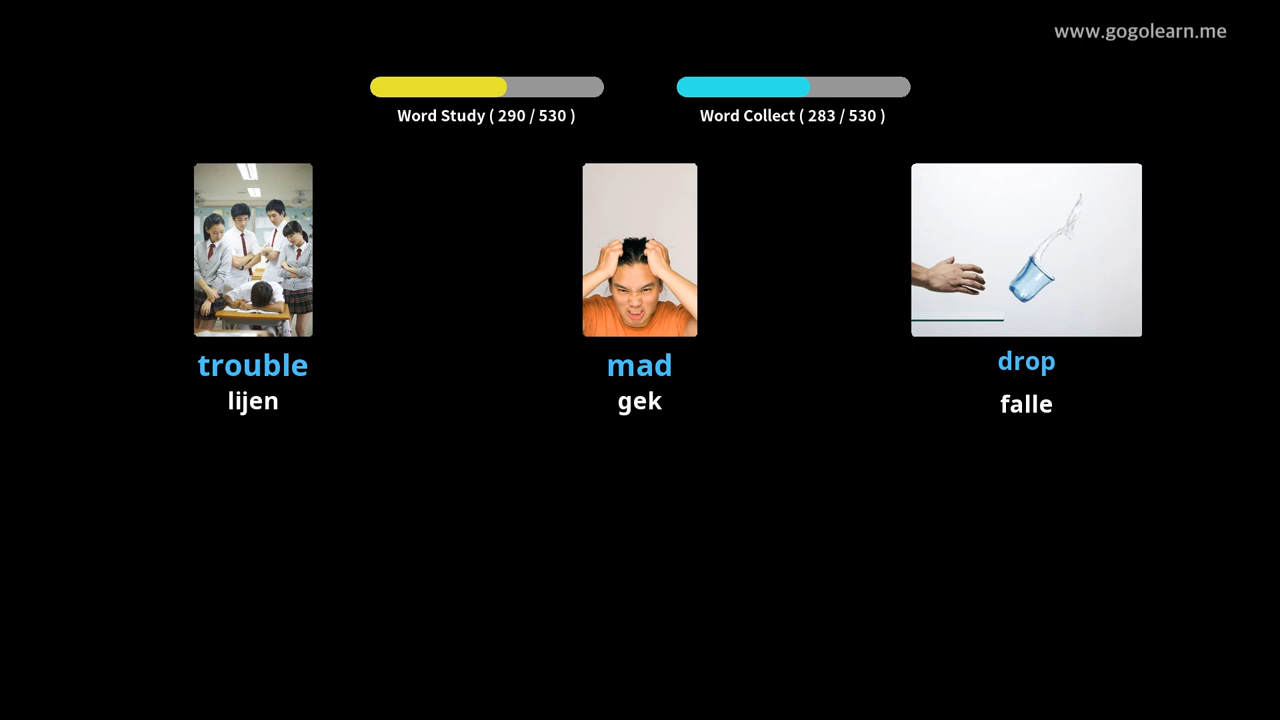 www.gogolearn.me
Word Study ( 290 / 530 )
Word Collect ( 283 / 530 )
trouble
lijen
mad
gek
drop
falle